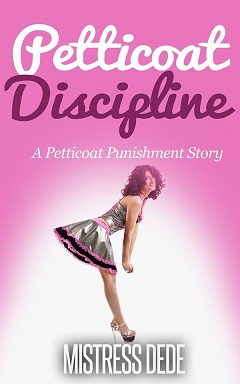 Petticoat
Discipline
A Petticoat Punishment Story
MISTRESS DEDE